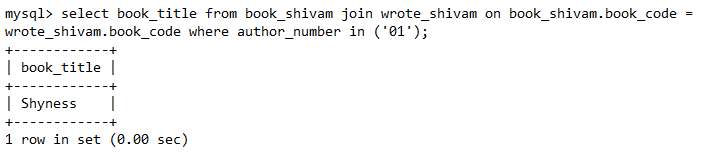 mysql> select book_title from book_shivam join wrote_shivam on book_shivam.book_code =
wrote_shivam.book_code where author_number in ('01');
+------------+
| book_title |
+------------+
| Shyness    |
+------------+
1 row in set (0.00 sec)